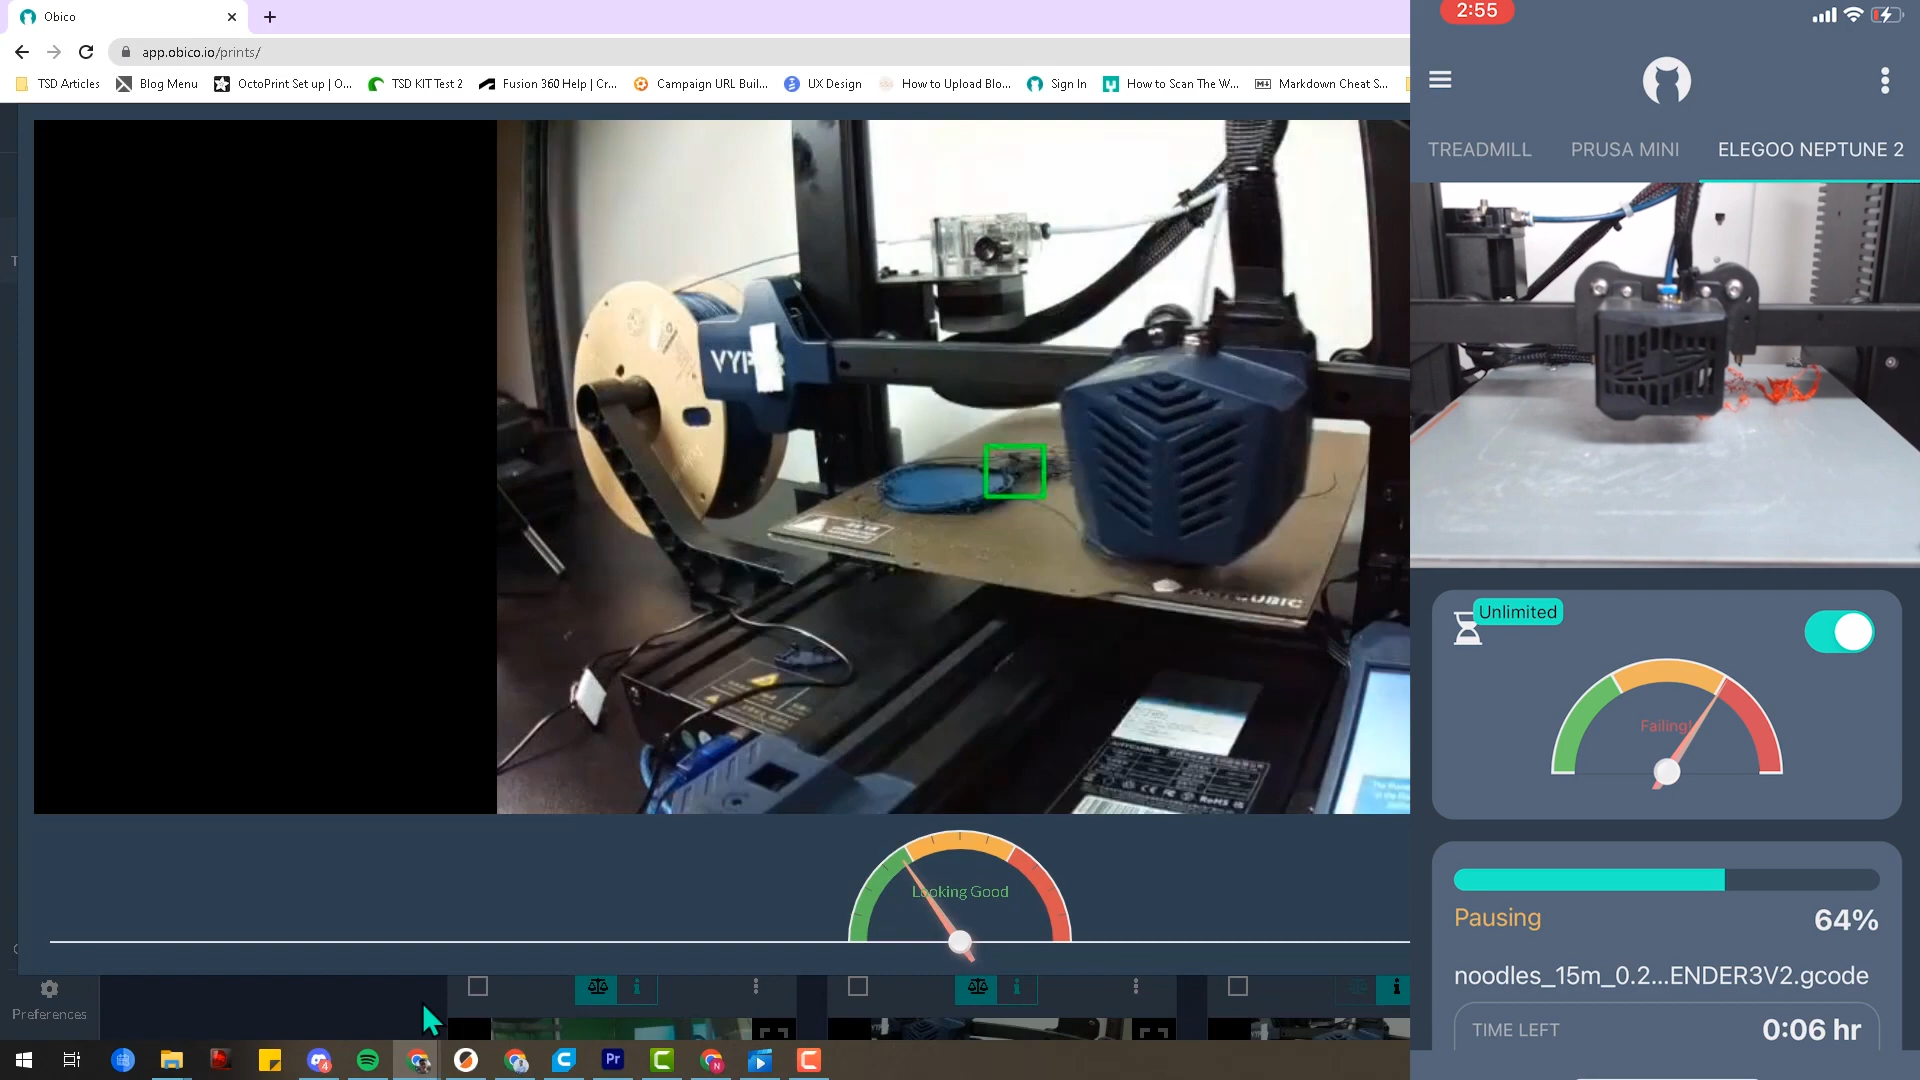 Obico
app.obico.io/prints/
TSD Articles
Blog Menu
OctoPrint Set up | O...
TSD KIT Test 2
Fusion 360 Help | Cr...
Campaign URL Buil...
UX Design
How to Upload Blo...
Sign In
How to Scan The W...
Markdown Cheat S...
VYP
Looking Good
Preferences
2:55
TREADMILL
PRUSA MINI
ELEGOO NEPTUNE 2
Unlimited
Failing!
Pausing
64%
noodles_15m_0.2...ENDER3V2.gcode
TIME LEFT
0:06 hr